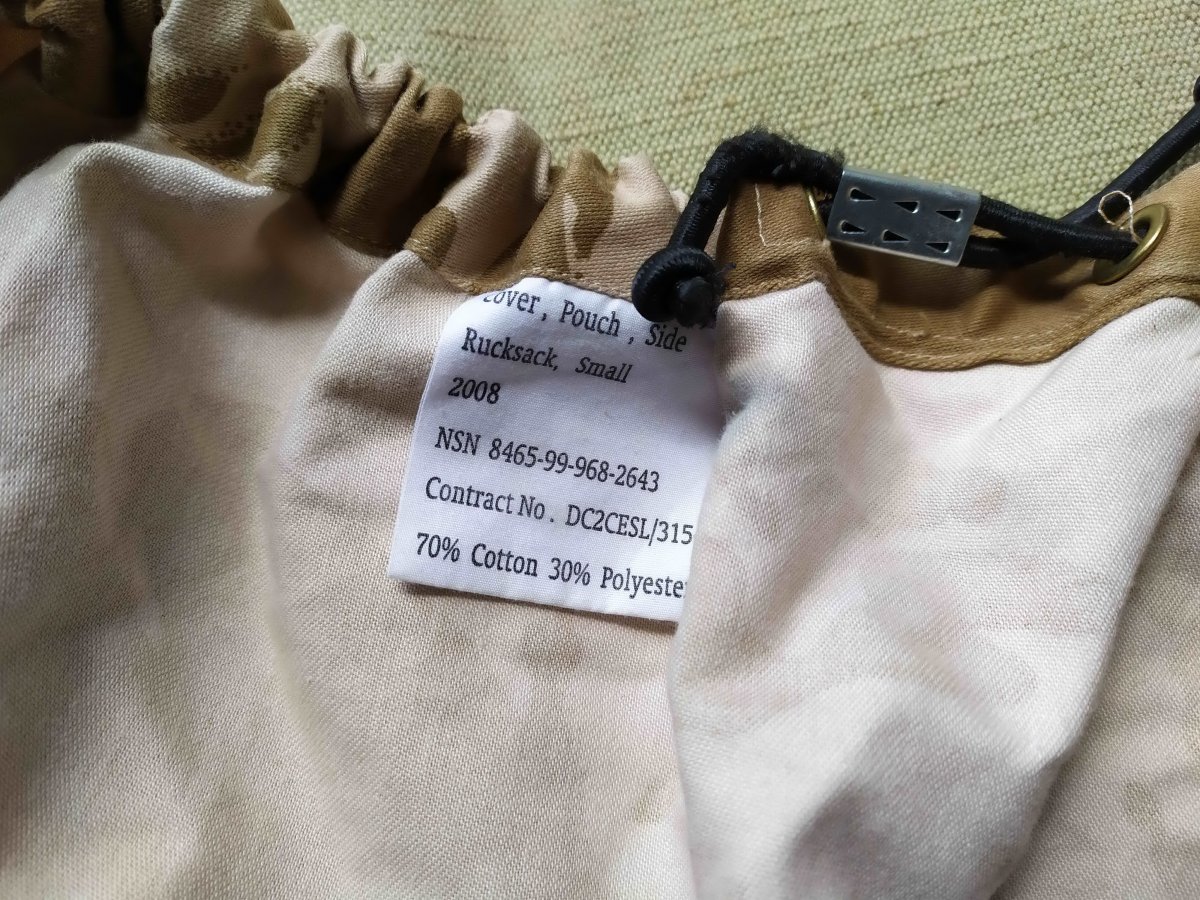 Cover, Pouch, Side
Rucksack, Small
2008
NSN 8465-99-968-2643
Contract No. DC2CESL/315
70% Cotton 30% Polyester